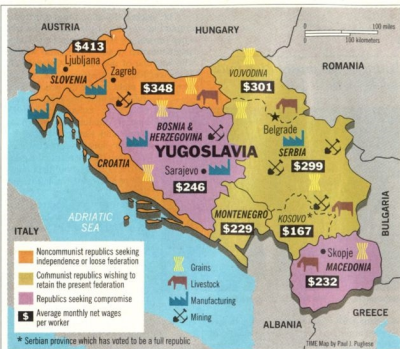 AUSTRIA
HUNGARY
0 100 miles
0 100 kilometers
$413
Ljubljana
SLOVENIA
Zagreb
$348
VOJVODINA
$301
ROMANIA
Belgrade
BOSNIA &
HERZEGOVINA
YUGOSLAVIA
SERBIA
$299
CROATIA
Sarajevo
$246
ADRIATIC
SEA
MONTENEGRO
$229
KOSOVO*
$167
BULGARIA
ITALY
Skopje
MACEDONIA
$232
ALBANIA
GREECE
Noncommunist republics seeking
independence or loose federation
Communist republics wishing to
retain the present federation
Republics seeking compromise
$ Average monthly net wages
per worker
Grains
Livestock
Manufacturing
Mining
* Serbian province which has voted to be a full republic
TIME Map by Paul J. Pugliese